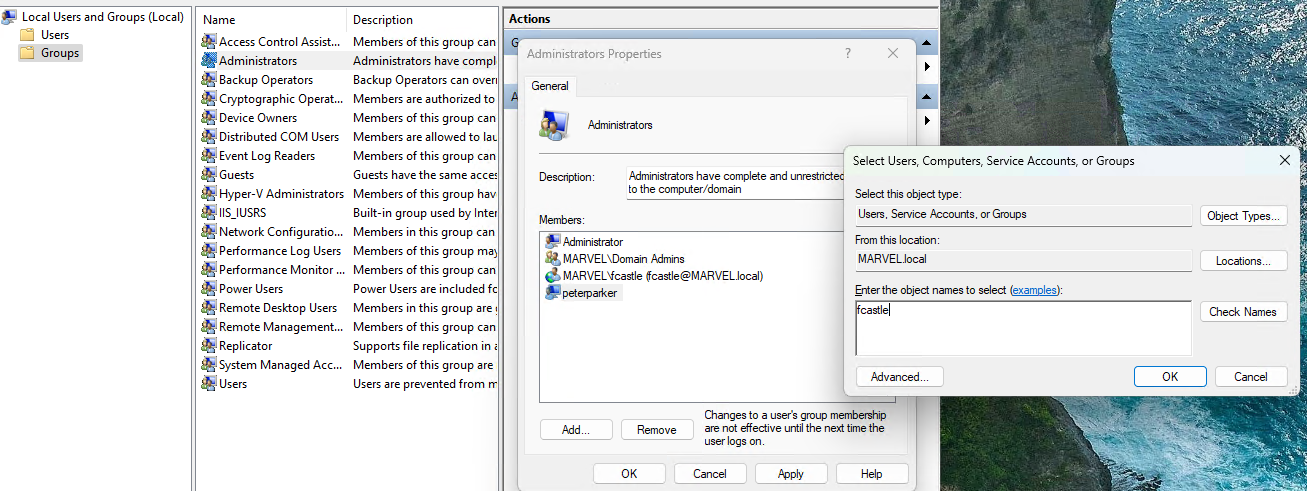 Local Users and Groups (Local)
Users
Groups
Name Description
Access Control Assist... Members of this group can
Administrators Administrators have compl
Backup Operators Backup Operators can over
Cryptographic Operat... Members are authorized to
Device Owners Members of this group can
Distributed COM Users Members are allowed to lau
Event Log Readers Members of this group can
Guests Guests have the same acces
Hyper-V Administrators Members of this group hav
IIS_IUSRS Built-in group used by Inter
Network Configuratio... Members in this group can
Performance Log Users Members of this group may
Performance Monitor ... Members of this group can
Power Users Power Users are included fo
Remote Desktop Users Members in this group are g
Remote Management... Members of this group can
Replicator Supports file replication in a
System Managed Acc... Members of this group are
Users Users are prevented from m
Actions
G
A
Administrators Properties
?
General
Administrators
Description:
Administrators have complete and unrestricted
to the computer/domain
Members:
Administrator
MARVEL\Domain Admins
MARVEL\fcastle (fcastle@MARVEL.local)
peterparker
Add... Remove
Changes to a user's group membership
are not effective until the next time the
user logs on.
OK Cancel Apply Help
Select Users, Computers, Service Accounts, or Groups
Select this object type:
Users, Service Accounts, or Groups Object Types...
From this location:
MARVEL.local Locations...
Enter the object names to select (examples):
fcastle Check Names
Advanced... OK Cancel